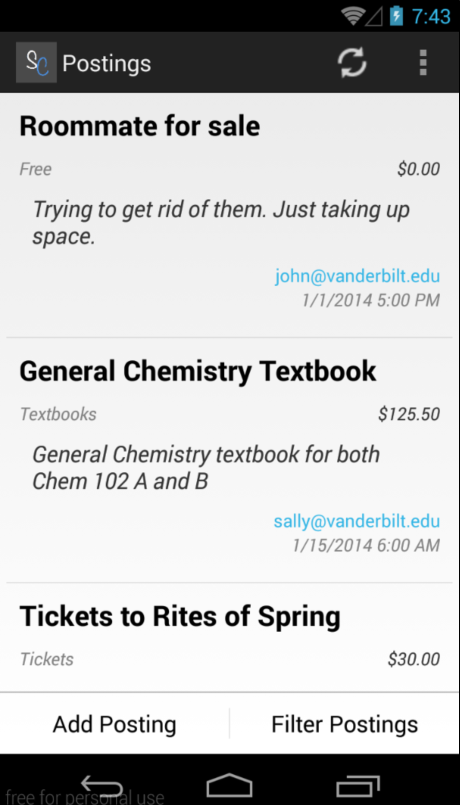 7:43
SC Postings
Roommate for sale
Free $0.00
Trying to get rid of them. Just taking up
space.
john@vanderbilt.edu
1/1/2014 5:00 PM
General Chemistry Textbook
Textbooks $125.50
General Chemistry textbook for both
Chem 102 A and B
sally@vanderbilt.edu
1/15/2014 6:00 AM
Tickets to Rites of Spring
Tickets $30.00
Add Posting Filter Postings
free for personal use